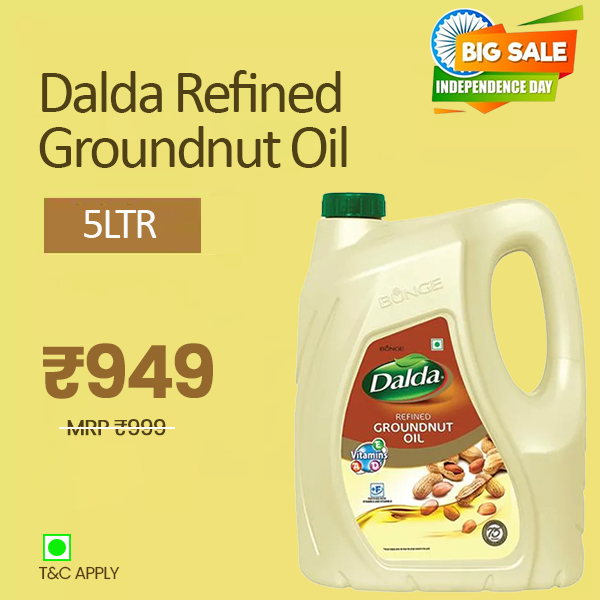 BIG SALE
INDEPENDENCE DAY
Dalda Refined
Groundnut Oil
5LTR
₹949
MRP ₹999
T&C APPLY
BUNGE
BUNGE
Dalda
REFINED
GROUNDNUT
OIL
E
Vitamins
A D
+F